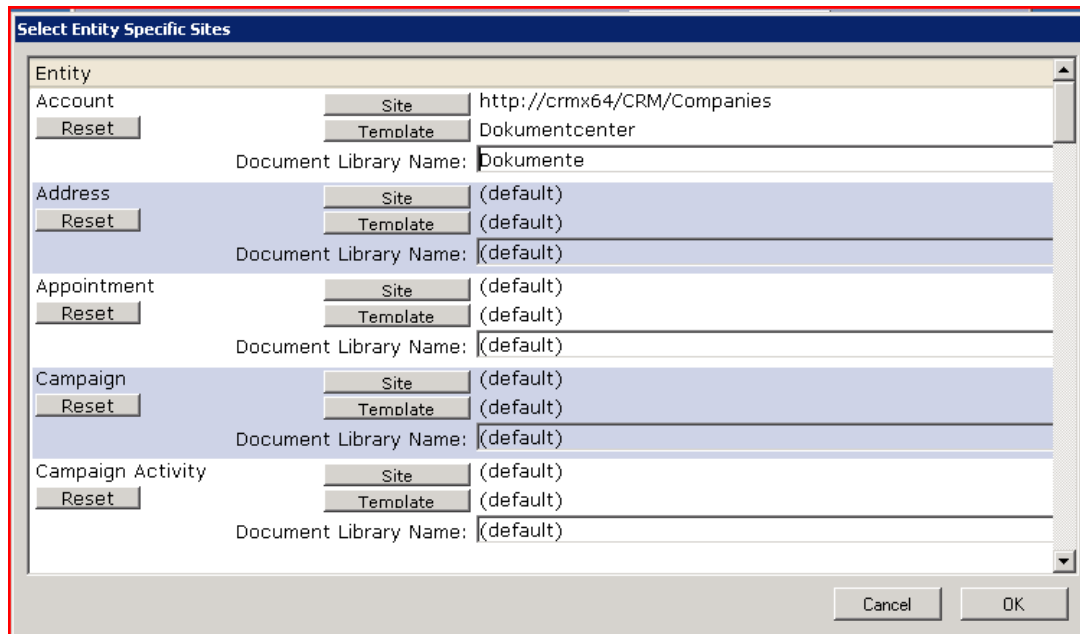 Select Entity Specific Sites
Entity
Account Site http://crmx64/CRM/Companies
Reset Template Dokumentcenter
Document Library Name: Dokumente
Address Site (default)
Reset Template (default)
Document Library Name: (default)
Appointment Site (default)
Reset Template (default)
Document Library Name: (default)
Campaign Site (default)
Reset Template (default)
Document Library Name: (default)
Campaign Activity Site (default)
Reset Template (default)
Document Library Name: (default)
Cancel OK